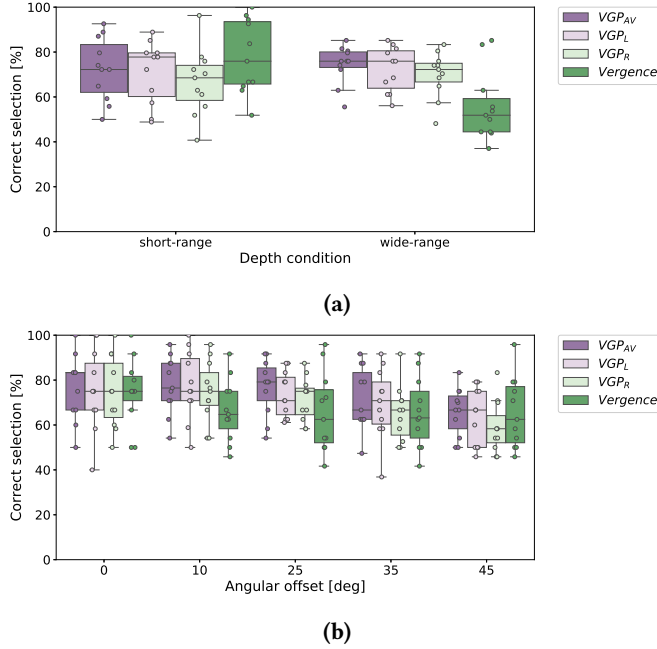 100
80
60
40
20
0
Correct selection [%]
short-range
wide-range
Depth condition
VGP_AV
VGP_L
VGP_R
Vergence
(a)
100
80
60
40
20
0
Correct selection [%]
0
10
25
35
45
Angular offset [deg]
VGP_AV
VGP_L
VGP_R
Vergence
(b)